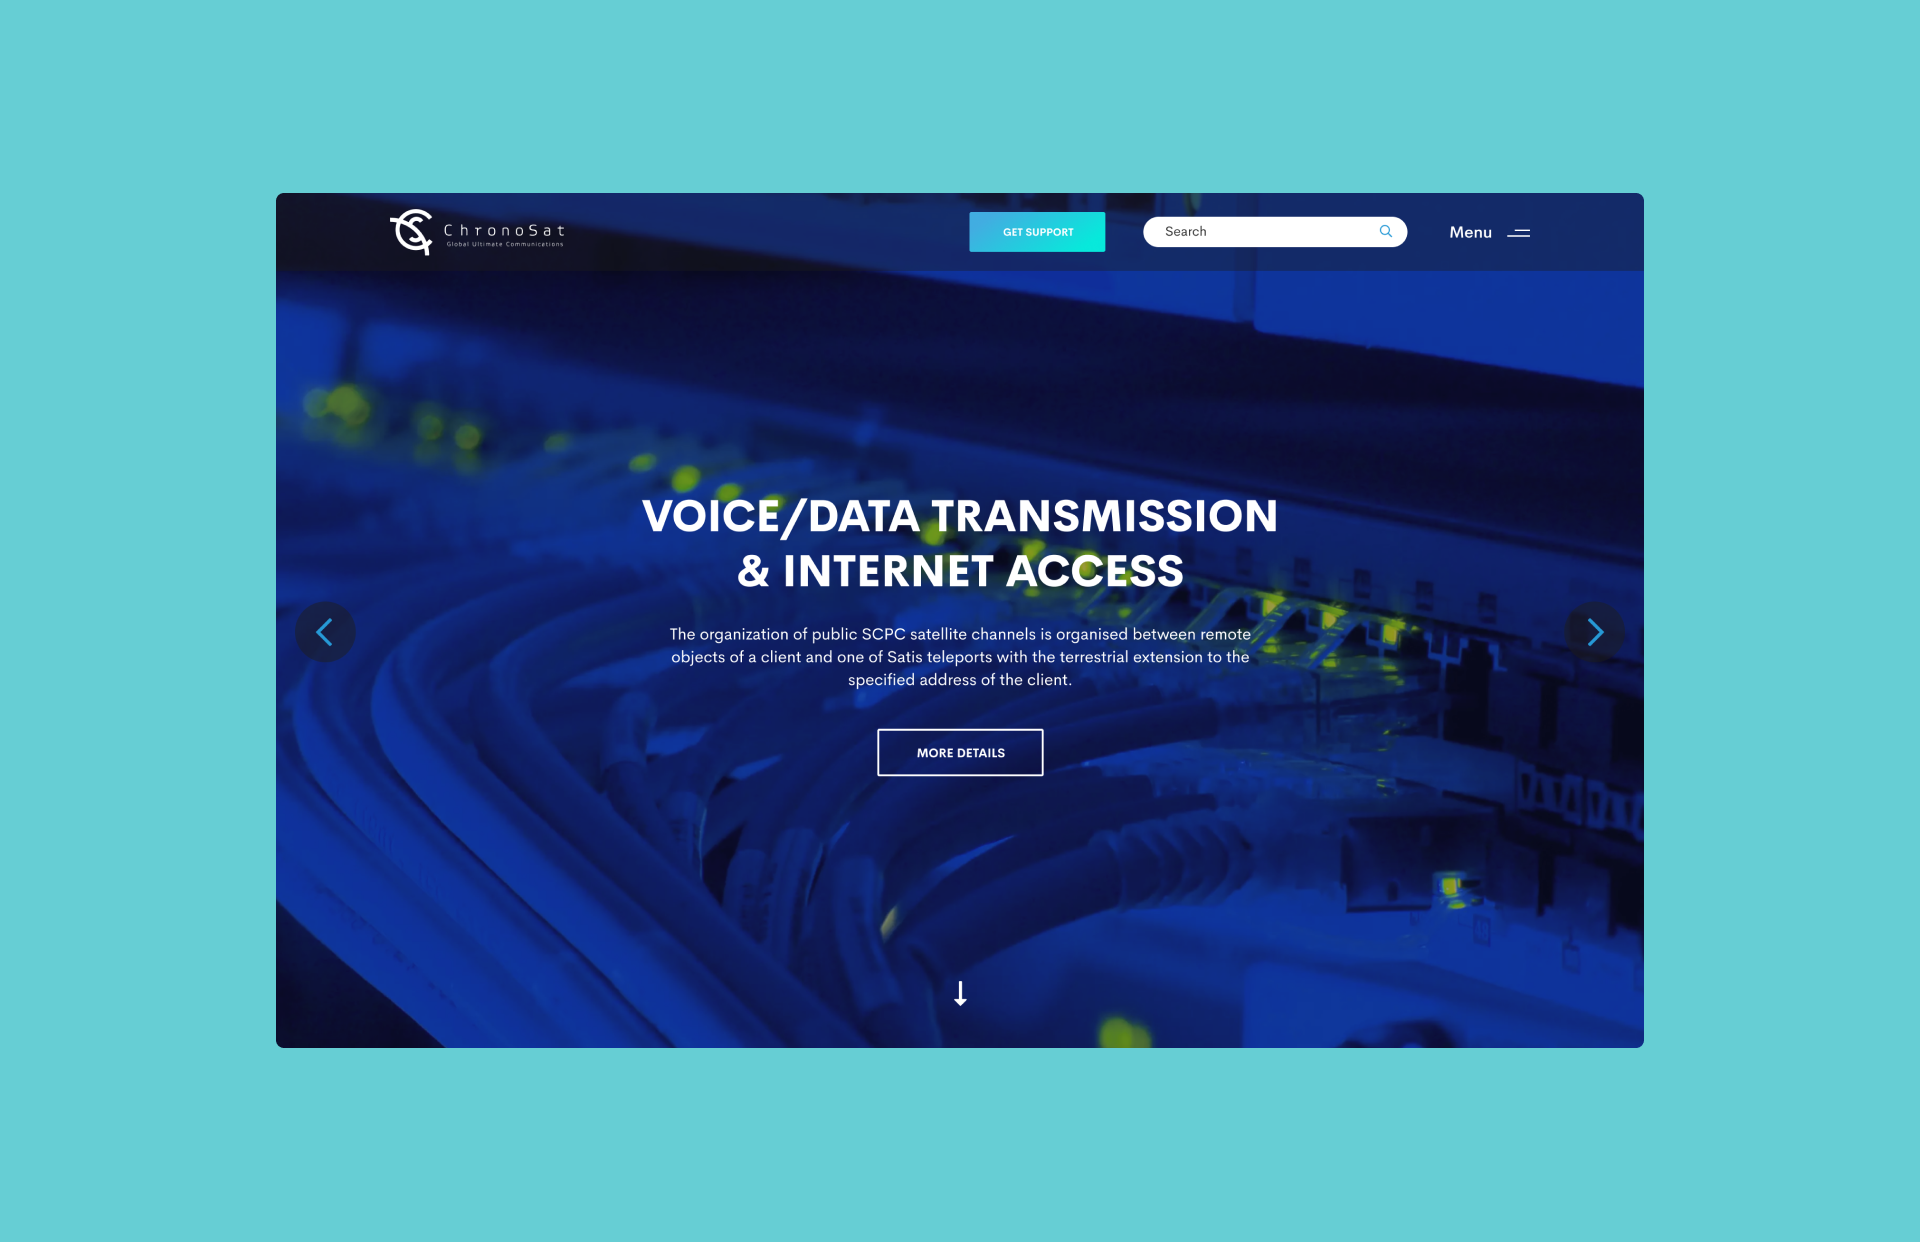 ChronoSat
Global Ultimate Communications
GET SUPPORT
Search
Menu
VOICE/DATA TRANSMISSION
& INTERNET ACCESS
The organization of public SCPC satellite channels is organised between remote
objects of a client and one of Satis teleports with the terrestrial extension to the
specified address of the client.
MORE DETAILS